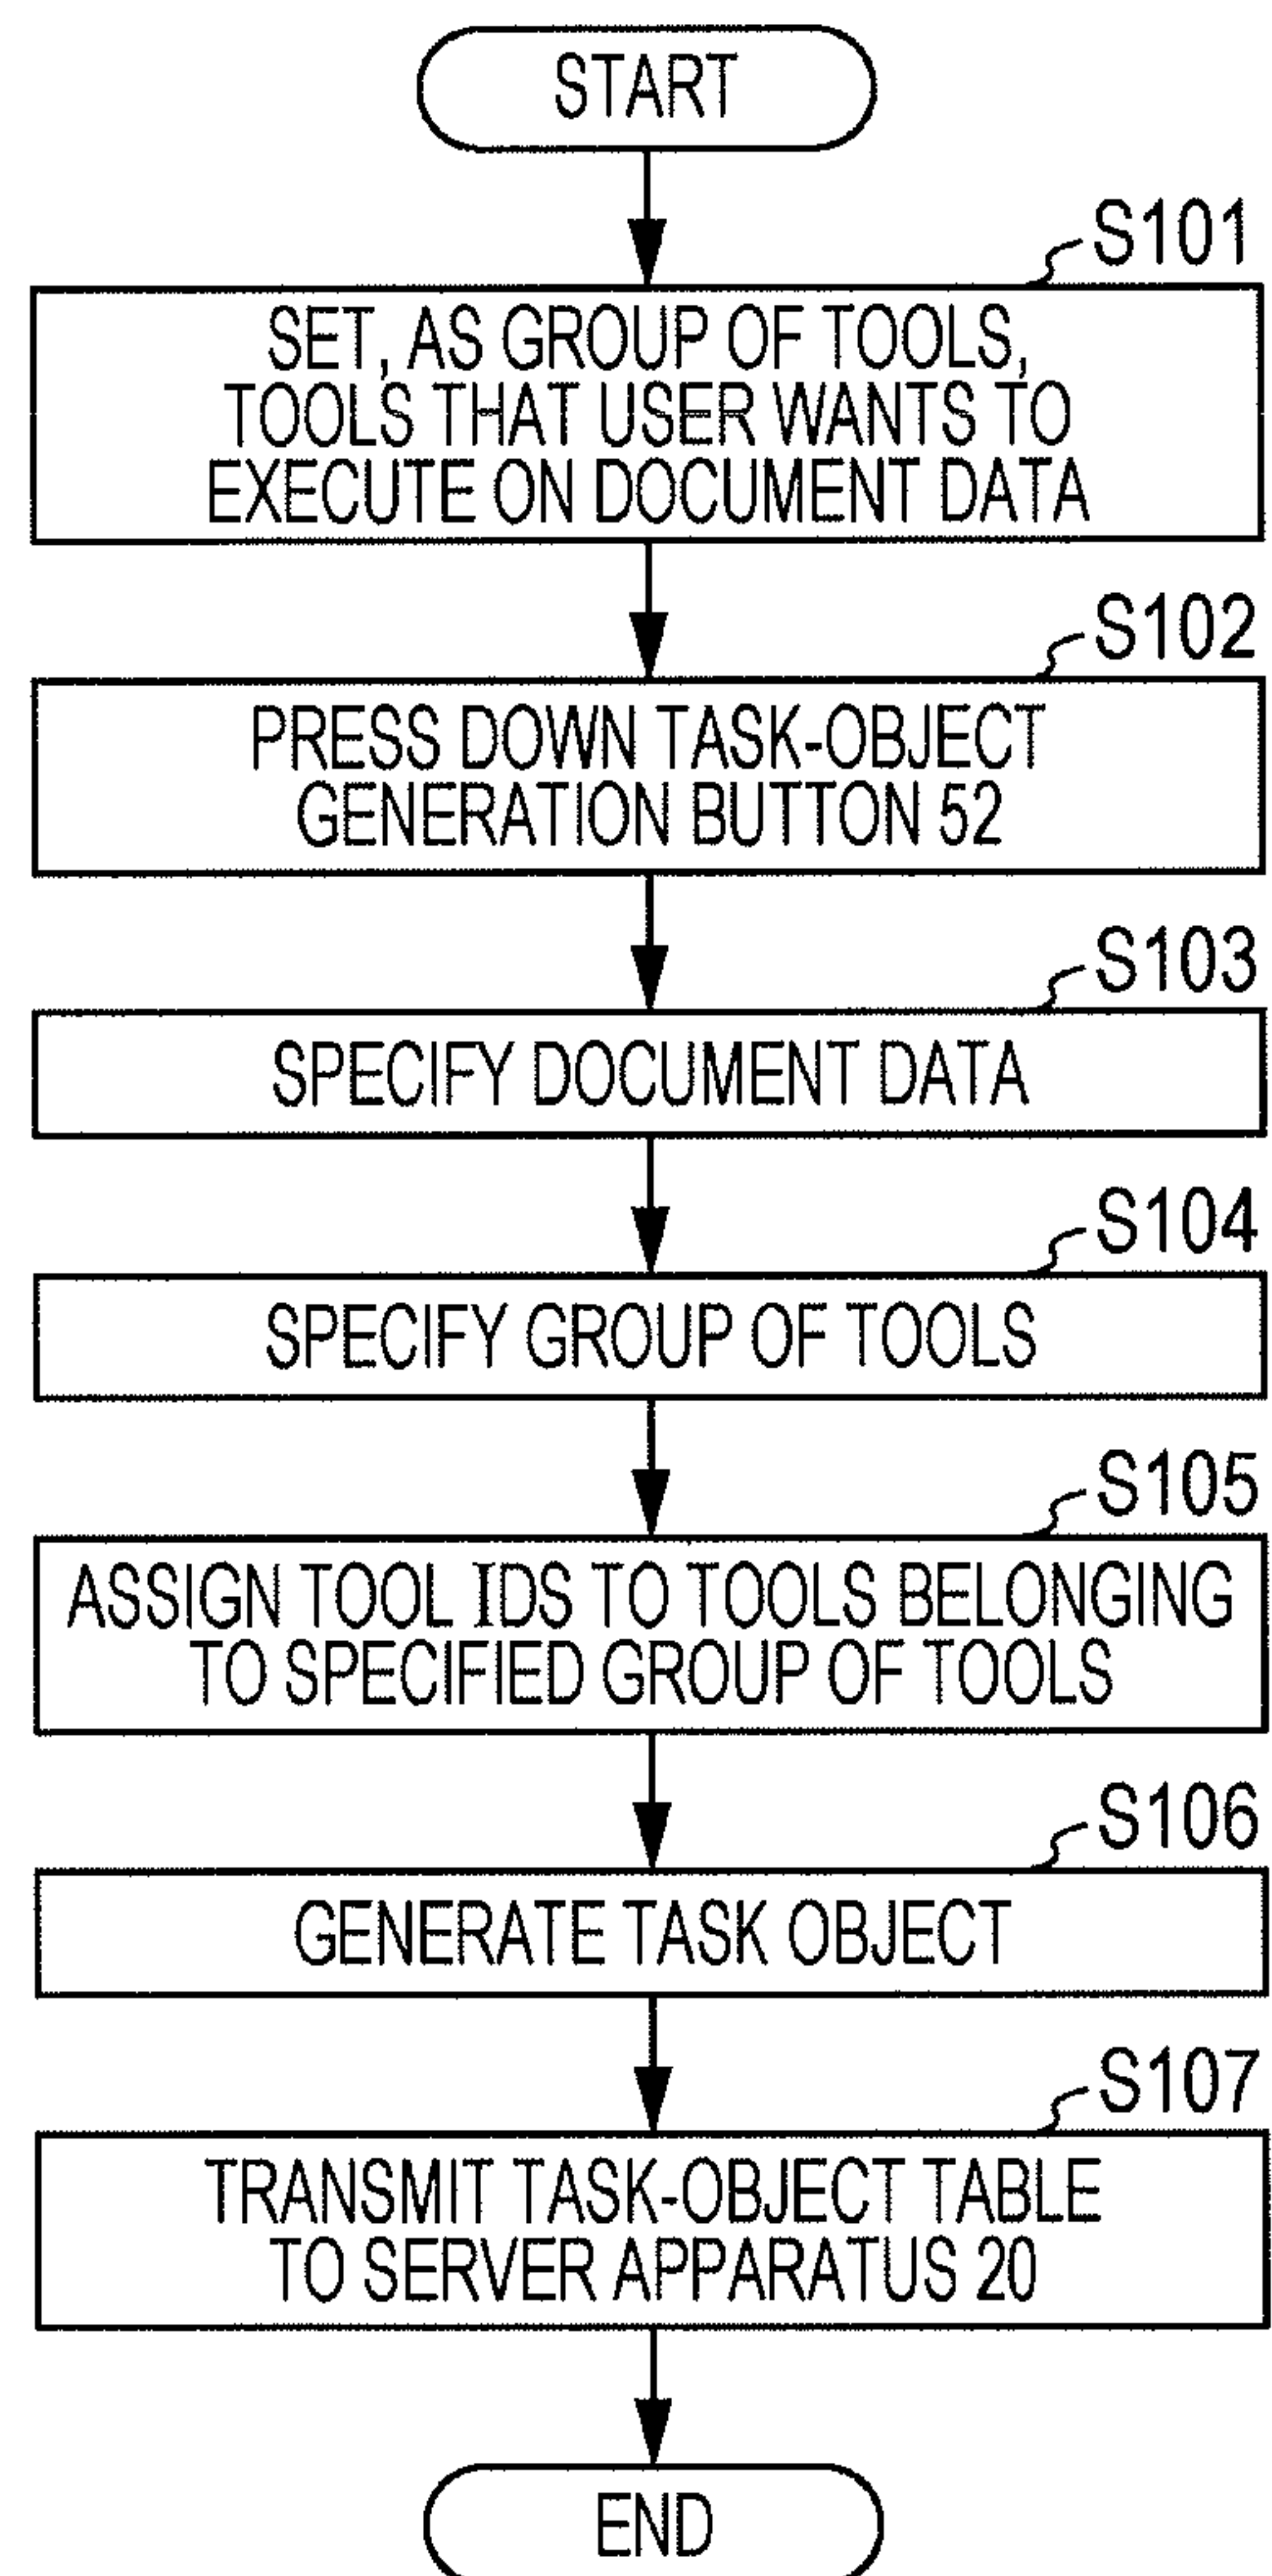 START
S101
SET, AS GROUP OF TOOLS,
TOOLS THAT USER WANTS TO
EXECUTE ON DOCUMENT DATA
S102
PRESS DOWN TASK-OBJECT
GENERATION BUTTON 52
S103
SPECIFY DOCUMENT DATA
S104
SPECIFY GROUP OF TOOLS
S105
ASSIGN TOOL IDS TO TOOLS BELONGING
TO SPECIFIED GROUP OF TOOLS
S106
GENERATE TASK OBJECT
S107
TRANSMIT TASK-OBJECT TABLE
TO SERVER APPARATUS 20
END